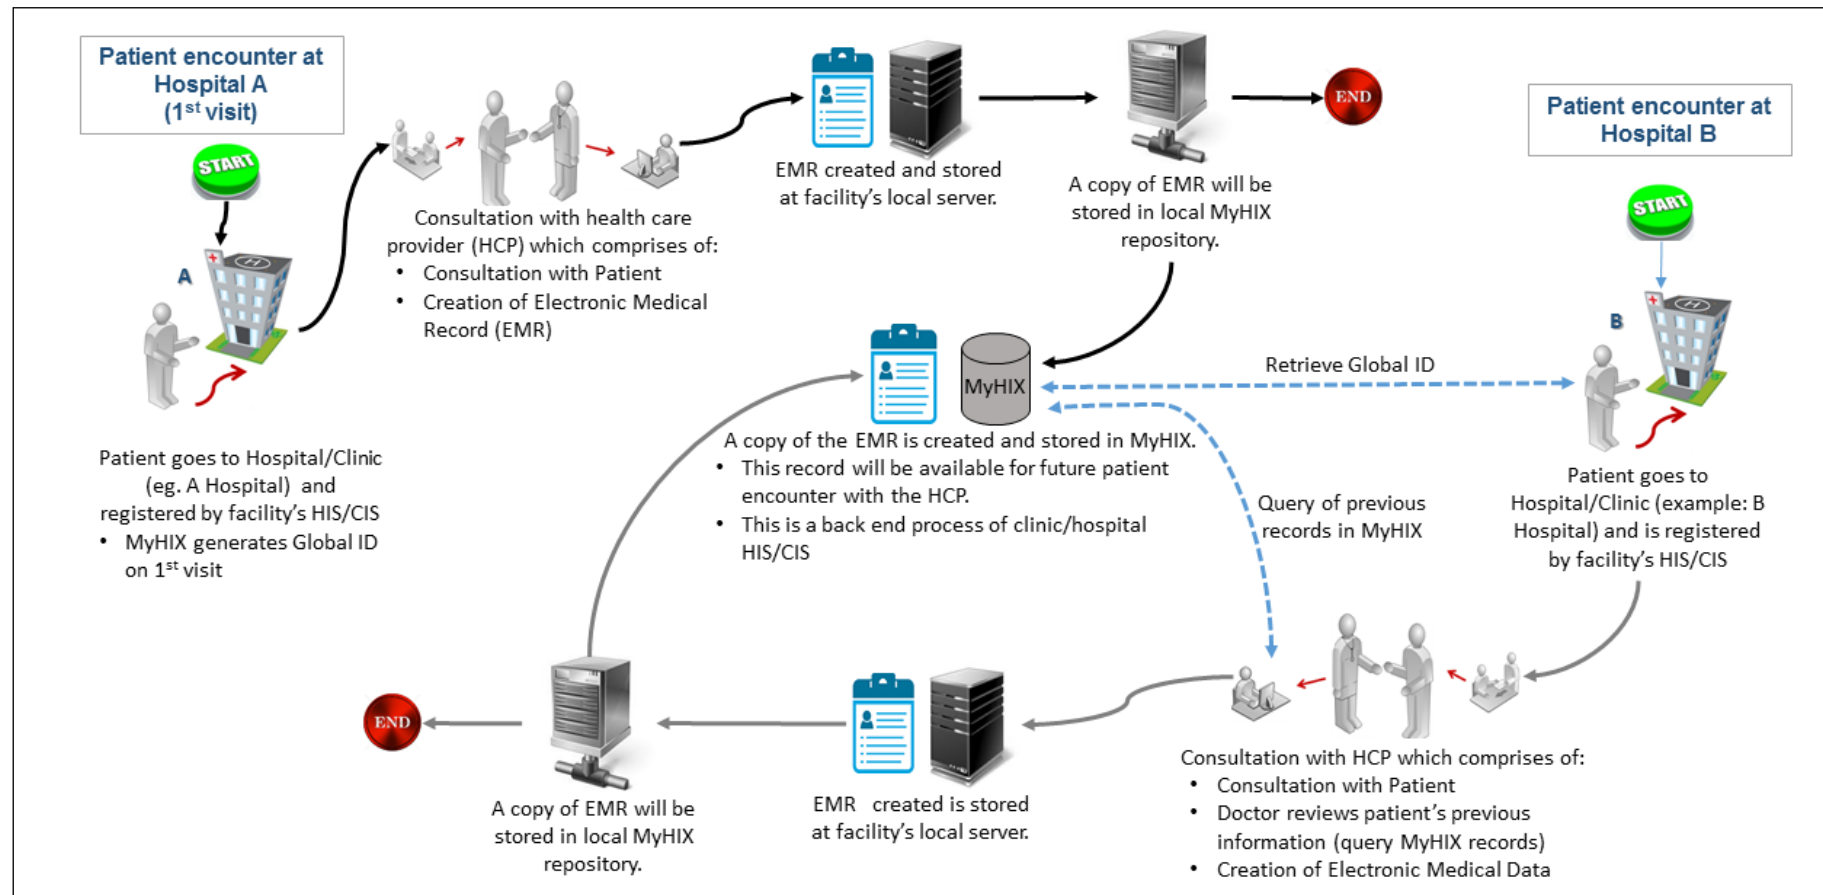 Patient encounter at
Hospital A
(1st visit)
START
A
Patient goes to Hospital/Clinic
(eg. A Hospital) and
registered by facility's HIS/CIS
• MyHIX generates Global ID
on 1st visit
Consultation with health care
provider (HCP) which comprises of:
• Consultation with Patient
• Creation of Electronic Medical
Record (EMR)
EMR created and stored
at facility's local server.
A copy of EMR will be
stored in local MyHIX
repository.
END
MyHIX
A copy of the EMR is created and stored in MyHIX.
• This record will be available for future patient
encounter with the HCP.
• This is a back end process of clinic/hospital
HIS/CIS
Patient encounter at
Hospital B
START
H
B
Retrieve Global ID
Patient goes to
Hospital/Clinic (example: B
Hospital) and is registered
by facility's HIS/CIS
Query of previous
records in MyHIX
Consultation with HCP which comprises of:
• Consultation with Patient
• Doctor reviews patient's previous
information (query MyHIX records)
• Creation of Electronic Medical Data
EMR created is stored
at facility's local server.
A copy of EMR will be
stored in local MyHIX
repository.
END